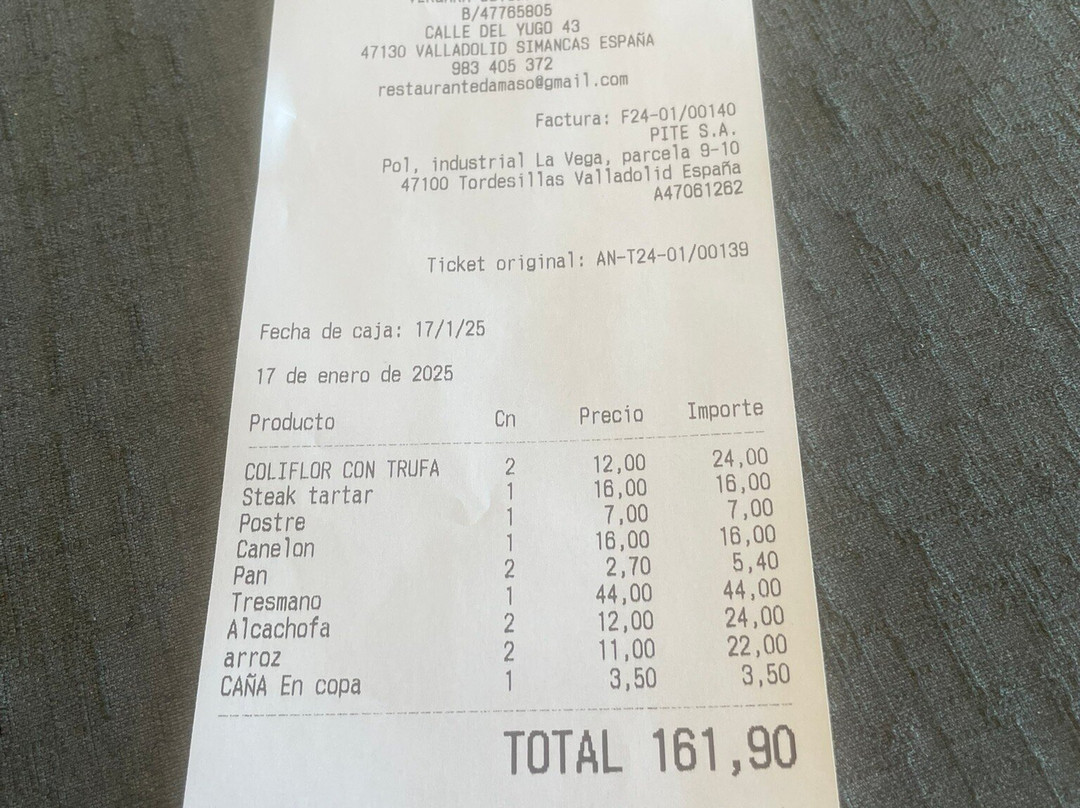 B/47765805
CALLE DEL YUGO 43
47130 VALLADOLID SIMANCAS ESPAÑA
983 405 372
restaurantedamaso@gmail.com
Factura: F24-01/00140
PITE S.A.
Pol, industrial La Vega, parcela 9-10
47100 Tordesillas Valladolid España
A47061262
Ticket original: AN-T24-01/00139
Fecha de caja: 17/1/25
17 de enero de 2025
Producto Cn Precio Importe
COLIFLOR CON TRUFA 2 12,00 24,00
Steak tartar 1 16,00 16,00
Postre 1 7,00 7,00
Canelon 1 16,00 16,00
Pan 2 2,70 5,40
Tresmano 1 44,00 44,00
Alcachofa 2 12,00 24,00
arroz 2 11,00 22,00
CAÑA En copa 1 3,50 3,50
TOTAL 161,90